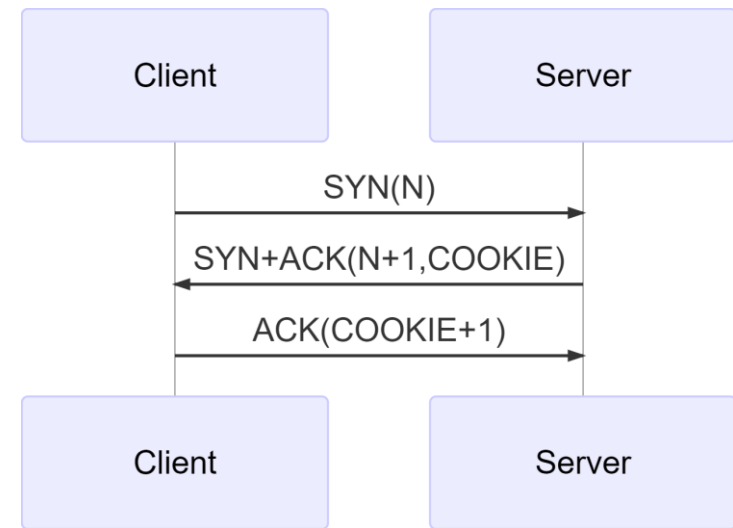 Client
Server
SYN(N)
SYN+ACK(N+1,COOKIE)
ACK(COOKIE+1)
Client
Server